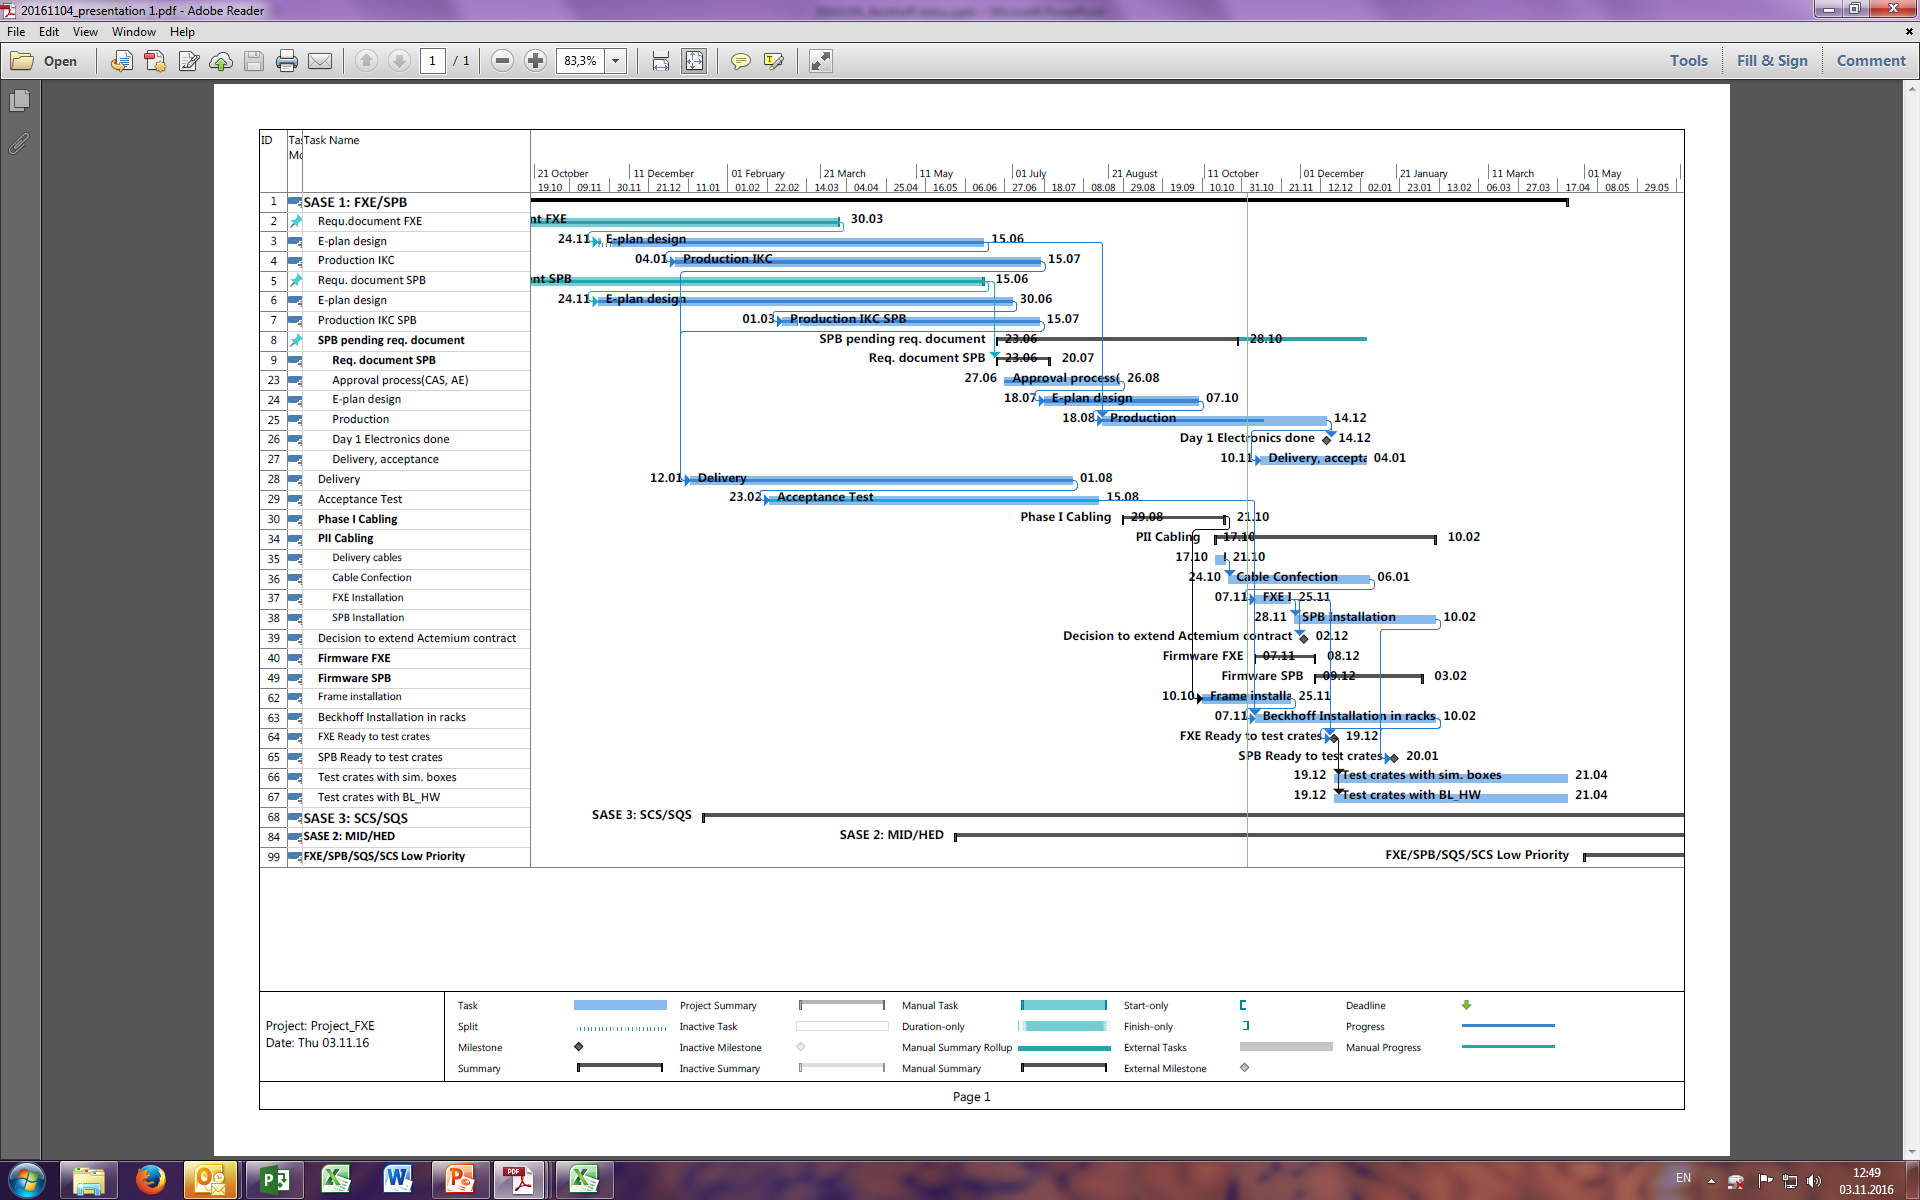 20161104_presentation 1.pdf - Adobe Reader
File Edit View Window Help
Open 1 / 1 83,3% Tools Fill & Sign Comment
ID Task Name
21 October 11 December 01 February 21 March 11 May 01 July 21 August 11 October 01 December 21 January 11 March 01 May
19.10 09.11 30.11 21.12 11.01 01.02 22.02 14.03 04.04 25.04 16.05 06.06 27.06 18.07 08.08 29.08 19.09 10.10 31.10 21.11 12.12 02.01 23.01 13.02 06.03 27.03 17.04 08.05 29.05
1 SASE 1: FXE/SPB
2 Requ.document FXE nt FXE 30.03
3 E-plan design 24.11 E-plan design 15.06
4 Production IKC 04.01 Production IKC 15.07
5 Requ. document SPB nt SPB 15.06
6 E-plan design 24.11 E-plan design 30.06
7 Production IKC SPB 01.03 Production IKC SPB 15.07
8 SPB pending req. document SPB pending req. document 23.06 28.10
9 Req. document SPB Req. document SPB 23.06 20.07
23 Approval process(CAS, AE) 27.06 Approval process( 26.08
24 E-plan design 18.07 E-plan design 07.10
25 Production 18.08 Production 14.12
26 Day 1 Electronics done Day 1 Electronics done 14.12
27 Delivery, acceptance 10.11 Delivery, accepta 04.01
28 Delivery 12.01 Delivery 01.08
29 Acceptance Test 23.02 Acceptance Test 15.08
30 Phase I Cabling Phase I Cabling 29.08 21.10
34 PII Cabling PII Cabling 17.10 10.02
35 Delivery cables 17.10 21.10
36 Cable Confection 24.10 Cable Confection 06.01
37 FXE Installation 07.11 FXE I 25.11
38 SPB Installation 28.11 SPB Installation 10.02
39 Decision to extend Actemium contract Decision to extend Actemium contract 02.12
40 Firmware FXE Firmware FXE 07.11 08.12
49 Firmware SPB Firmware SPB 09.12 03.02
62 Frame installation 10.10 Frame installa 25.11
63 Beckhoff Installation in racks 07.11 Beckhoff Installation in racks 10.02
64 FXE Ready to test crates FXE Ready to test crates 19.12
65 SPB Ready to test crates SPB Ready to test crates 20.01
66 Test crates with sim. boxes 19.12 Test crates with sim. boxes 21.04
67 Test crates with BL_HW 19.12 Test crates with BL_HW 21.04
68 SASE 3: SCS/SQS SASE 3: SCS/SQS
84 SASE 2: MID/HED SASE 2: MID/HED
99 FXE/SPB/SQS/SCS Low Priority FXE/SPB/SQS/SCS Low Priority
Project: Project_FXE
Date: Thu 03.11.16
Task Project Summary Manual Task Start-only Deadline
Split Inactive Task Duration-only Finish-only Progress
Milestone Inactive Milestone Manual Summary Rollup External Tasks Manual Progress
Summary Inactive Summary Manual Summary External Milestone
Page 1
EN 12:49
03.11.2016